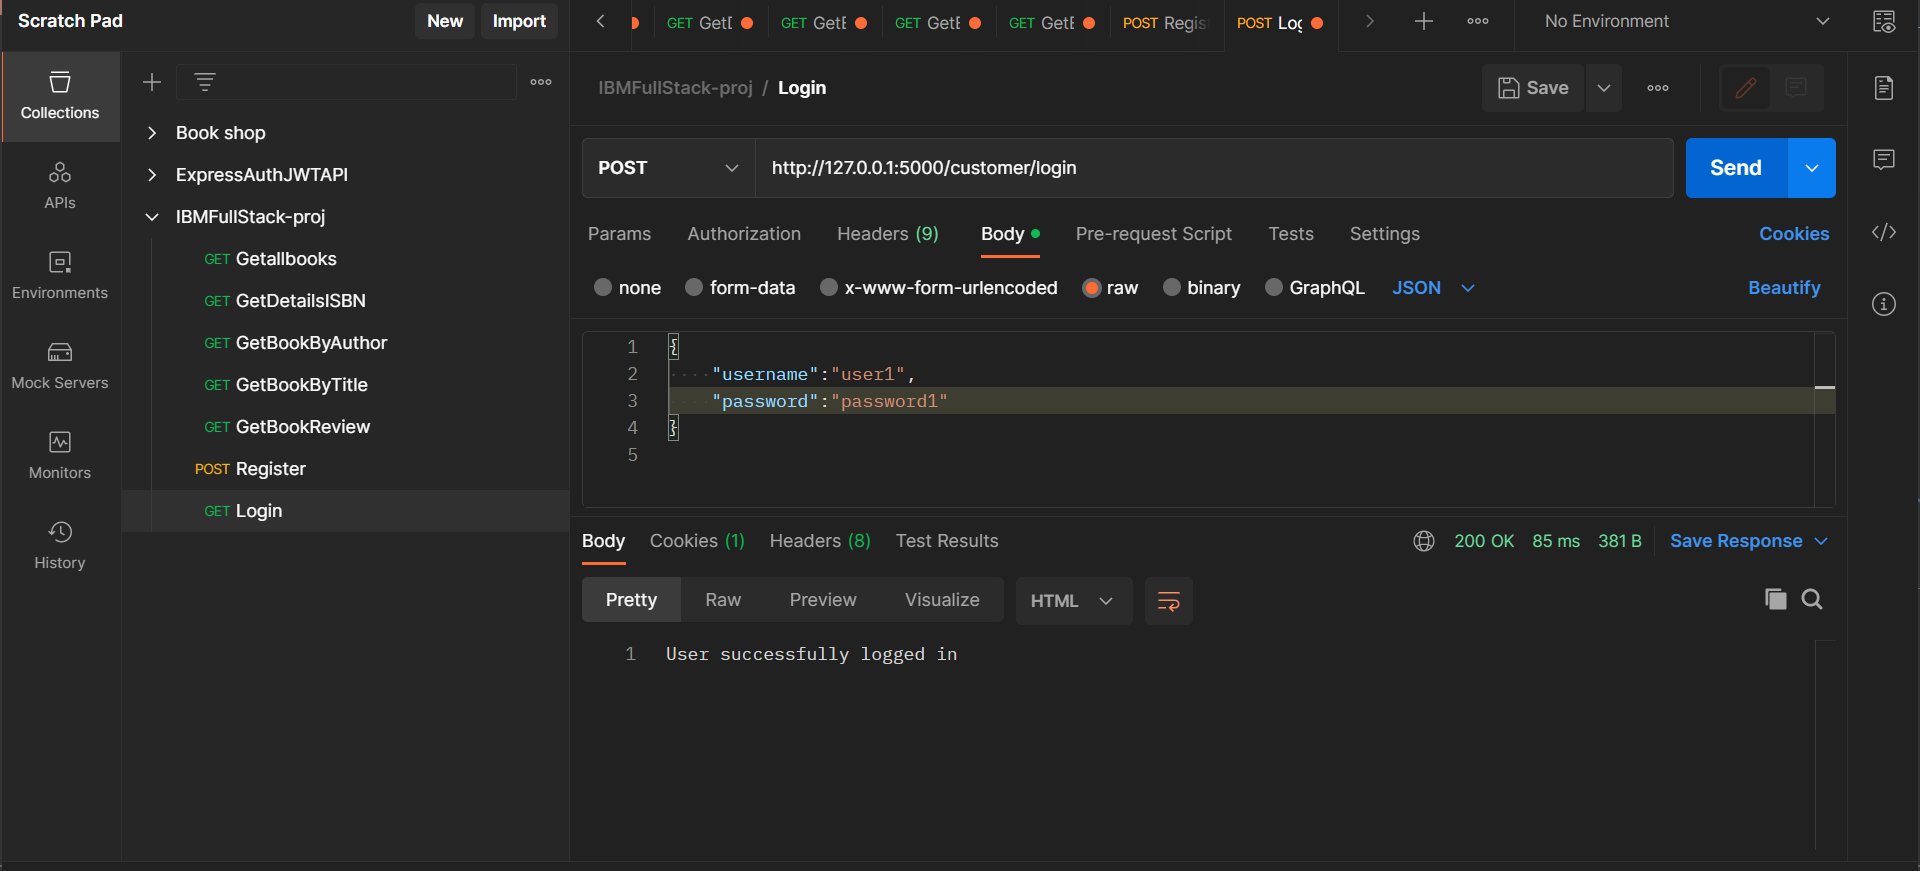 Scratch Pad
New
Import
GET GetD
GET GetE
GET GetE
GET GetE
POST Regis
POST Log
No Environment
Collections
APIs
Environments
Mock Servers
Monitors
History
Book shop
ExpressAuthJWTAPI
IBMFullStack-proj
GET Getallbooks
GET GetDetailsISBN
GET GetBookByAuthor
GET GetBookByTitle
GET GetBookReview
POST Register
GET Login
IBMFullStack-proj / Login
Save
POST
http://127.0.0.1:5000/customer/login
Send
Params Authorization Headers (9) Body Pre-request Script Tests Settings Cookies
none form-data x-www-form-urlencoded raw binary GraphQL JSON Beautify
1 {
2 "username":"user1",
3 "password":"password1"
4 }
5
Body Cookies (1) Headers (8) Test Results 200 OK 85 ms 381 B Save Response
Pretty Raw Preview Visualize HTML
1 User successfully logged in